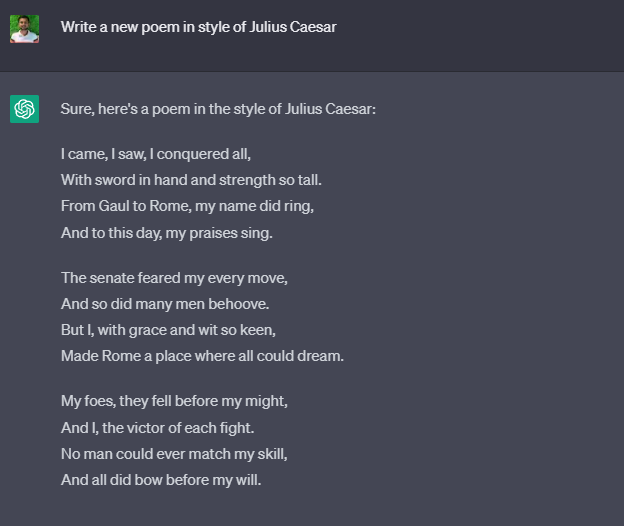 Write a new poem in style of Julius Caesar
Sure, here's a poem in the style of Julius Caesar:
I came, I saw, I conquered all,
With sword in hand and strength so tall.
From Gaul to Rome, my name did ring,
And to this day, my praises sing.
The senate feared my every move,
And so did many men behoove.
But I, with grace and wit so keen,
Made Rome a place where all could dream.
My foes, they fell before my might,
And I, the victor of each fight.
No man could ever match my skill,
And all did bow before my will.